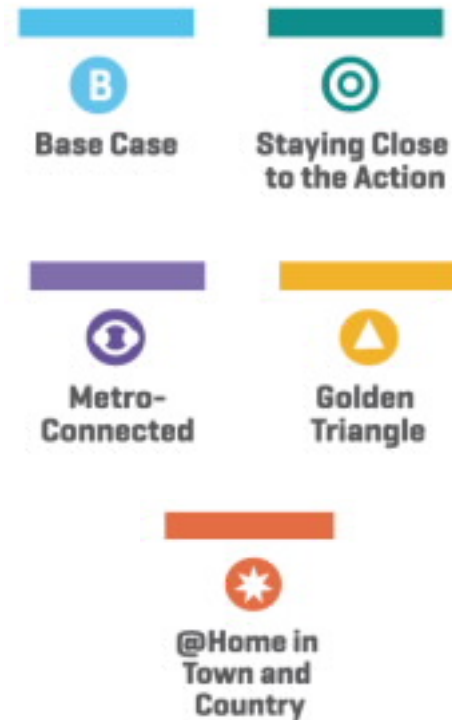 B
Base Case
Staying Close
to the Action
Metro-
Connected
Golden
Triangle
@Home in
Town and
Country